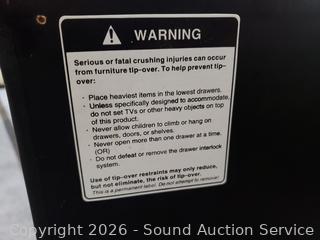 WARNING
Serious or fatal crushing injuries can occur
from furniture tip-over. To help prevent tip-
over:
· Place heaviest items in the lowest drawers.
· Unless specifically designed to accommodate,
do not set TVs or other heavy objects on top
of this product.
· Never allow children to climb or hang on
drawers, doors, or shelves.
· Never open more than one drawer at a time.
(OR)
· Do not defeat or remove the drawer interlock
system.
Use of tip-over restraints may only reduce,
but not eliminate, the risk of tip-over.
This is a permanent label. Do not attempt to remove!
Copyright 2026 - Sound Auction Service